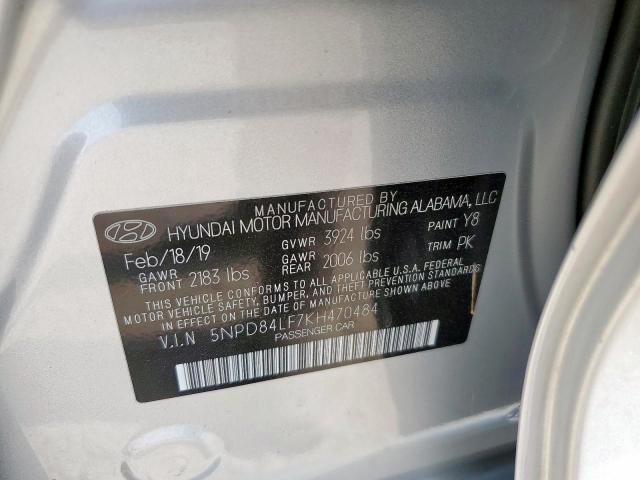 MANUFACTURED BY
HYUNDAI MOTOR MANUFACTURING ALABAMA, LLC
Feb/18/19 GVWR 3924 lbs PAINT Y8
GAWR FRONT 2183 lbs GAWR REAR 2006 lbs TRIM PK
THIS VEHICLE CONFORMS TO ALL APPLICABLE U.S.A. FEDERAL
MOTOR VEHICLE SAFETY, BUMPER, AND THEFT PREVENTION STANDARDS
IN EFFECT ON THE DATE OF MANUFACTURE SHOWN ABOVE.
V.I.N 5NPD84LF7KH470484
PASSENGER CAR